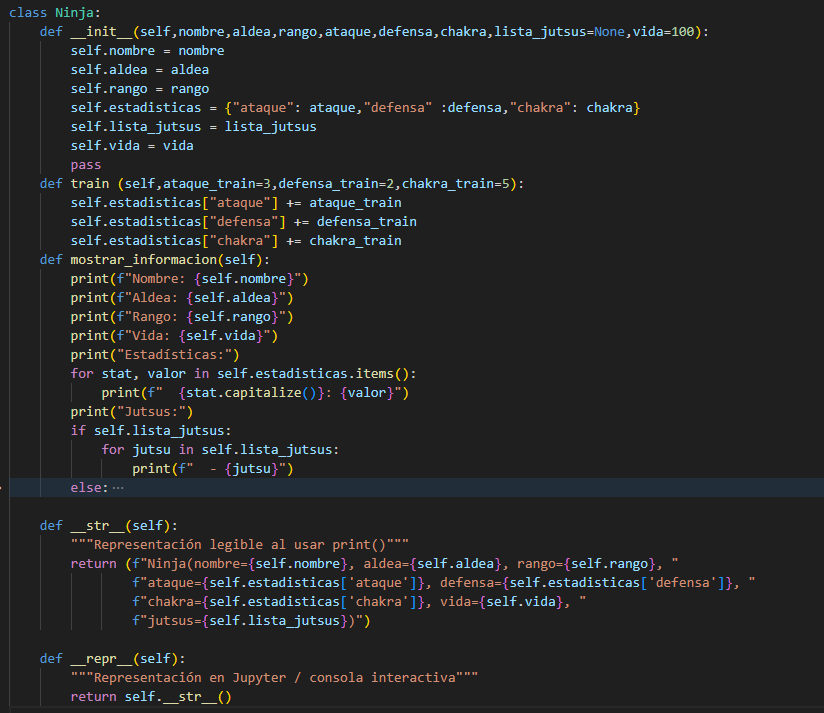 class Ninja:
    def __init__(self,nombre,aldea,rango,ataque,defensa,chakra,lista_jutsus=None,vida=100):
        self.nombre = nombre
        self.aldea = aldea
        self.rango = rango
        self.estadisticas = {"ataque": ataque,"defensa" :defensa,"chakra": chakra}
        self.lista_jutsus = lista_jutsus
        self.vida = vida
        pass
    def train (self,ataque_train=3,defensa_train=2,chakra_train=5):
        self.estadisticas["ataque"] += ataque_train
        self.estadisticas["defensa"] += defensa_train
        self.estadisticas["chakra"] += chakra_train
    def mostrar_informacion(self):
        print(f"Nombre: {self.nombre}")
        print(f"Aldea: {self.aldea}")
        print(f"Rango: {self.rango}")
        print(f"Vida: {self.vida}")
        print("Estadísticas:")
        for stat, valor in self.estadisticas.items():
            print(f"  {stat.capitalize()}: {valor}")
        print("Jutsus:")
        if self.lista_jutsus:
            for jutsu in self.lista_jutsus:
                print(f"  - {jutsu}")
        else: ⋯

    def __str__(self):
        """Representación legible al usar print()"""
        return (f"Ninja(nombre={self.nombre}, aldea={self.aldea}, rango={self.rango}, "
                f"ataque={self.estadisticas['ataque']}, defensa={self.estadisticas['defensa']}, "
                f"chakra={self.estadisticas['chakra']}, vida={self.vida}, "
                f"jutsus={self.lista_jutsus})")

    def __repr__(self):
        """Representación en Jupyter / consola interactiva"""
        return self.__str__()